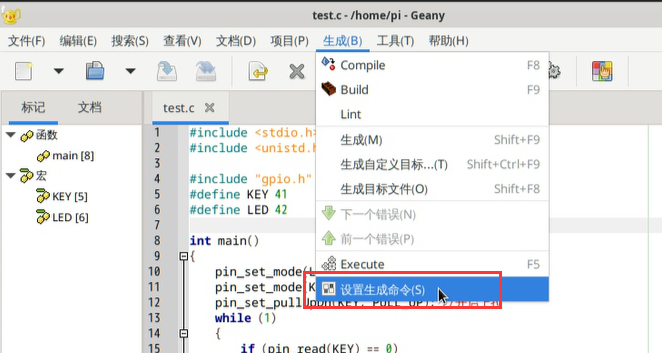 test.c - /home/pi - Geany
文件(F) 编辑(E) 搜索(S) 查看(V) 文档(D) 项目(P) 生成(B) 工具(T) 帮助(H)
标记 文档
函数
main [8]
宏
KEY [5]
LED [6]
test.c
1 #include <stdio.h>
2 #include <unistd.h
3
4 #include "gpio.h"
5 #define KEY 41
6 #define LED 42
7
8 int main()
9 {
10 pin_set_mode(L
11 pin_set_mode(K
12 pin_set_pullUpDn(KEY, PULL_UP);
13 while (1)
14 {
15 if (pin_read(KEY) == 0)
Compile F8
Build F9
Lint
生成(M) Shift+F9
生成自定义目标...(T) Shift+Ctrl+F9
生成目标文件(O) Shift+F8
下一个错误(N)
前一个错误(P)
Execute F5
设置生成命令(S)